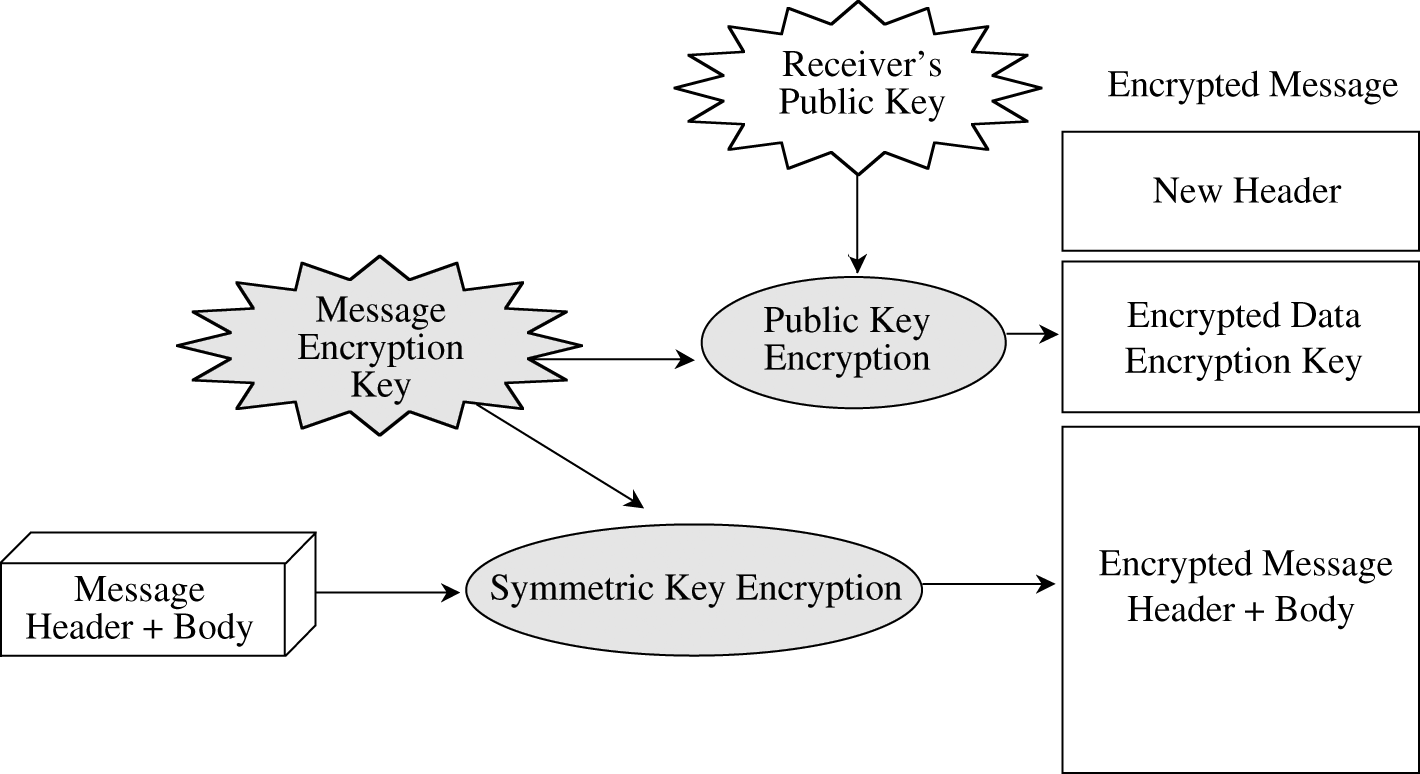 Receiver's
Public Key
Encrypted Message
New Header
Message
Encryption
Key
Public Key
Encryption
Encrypted Data
Encryption Key
Message
Header + Body
Symmetric Key Encryption
Encrypted Message
Header + Body